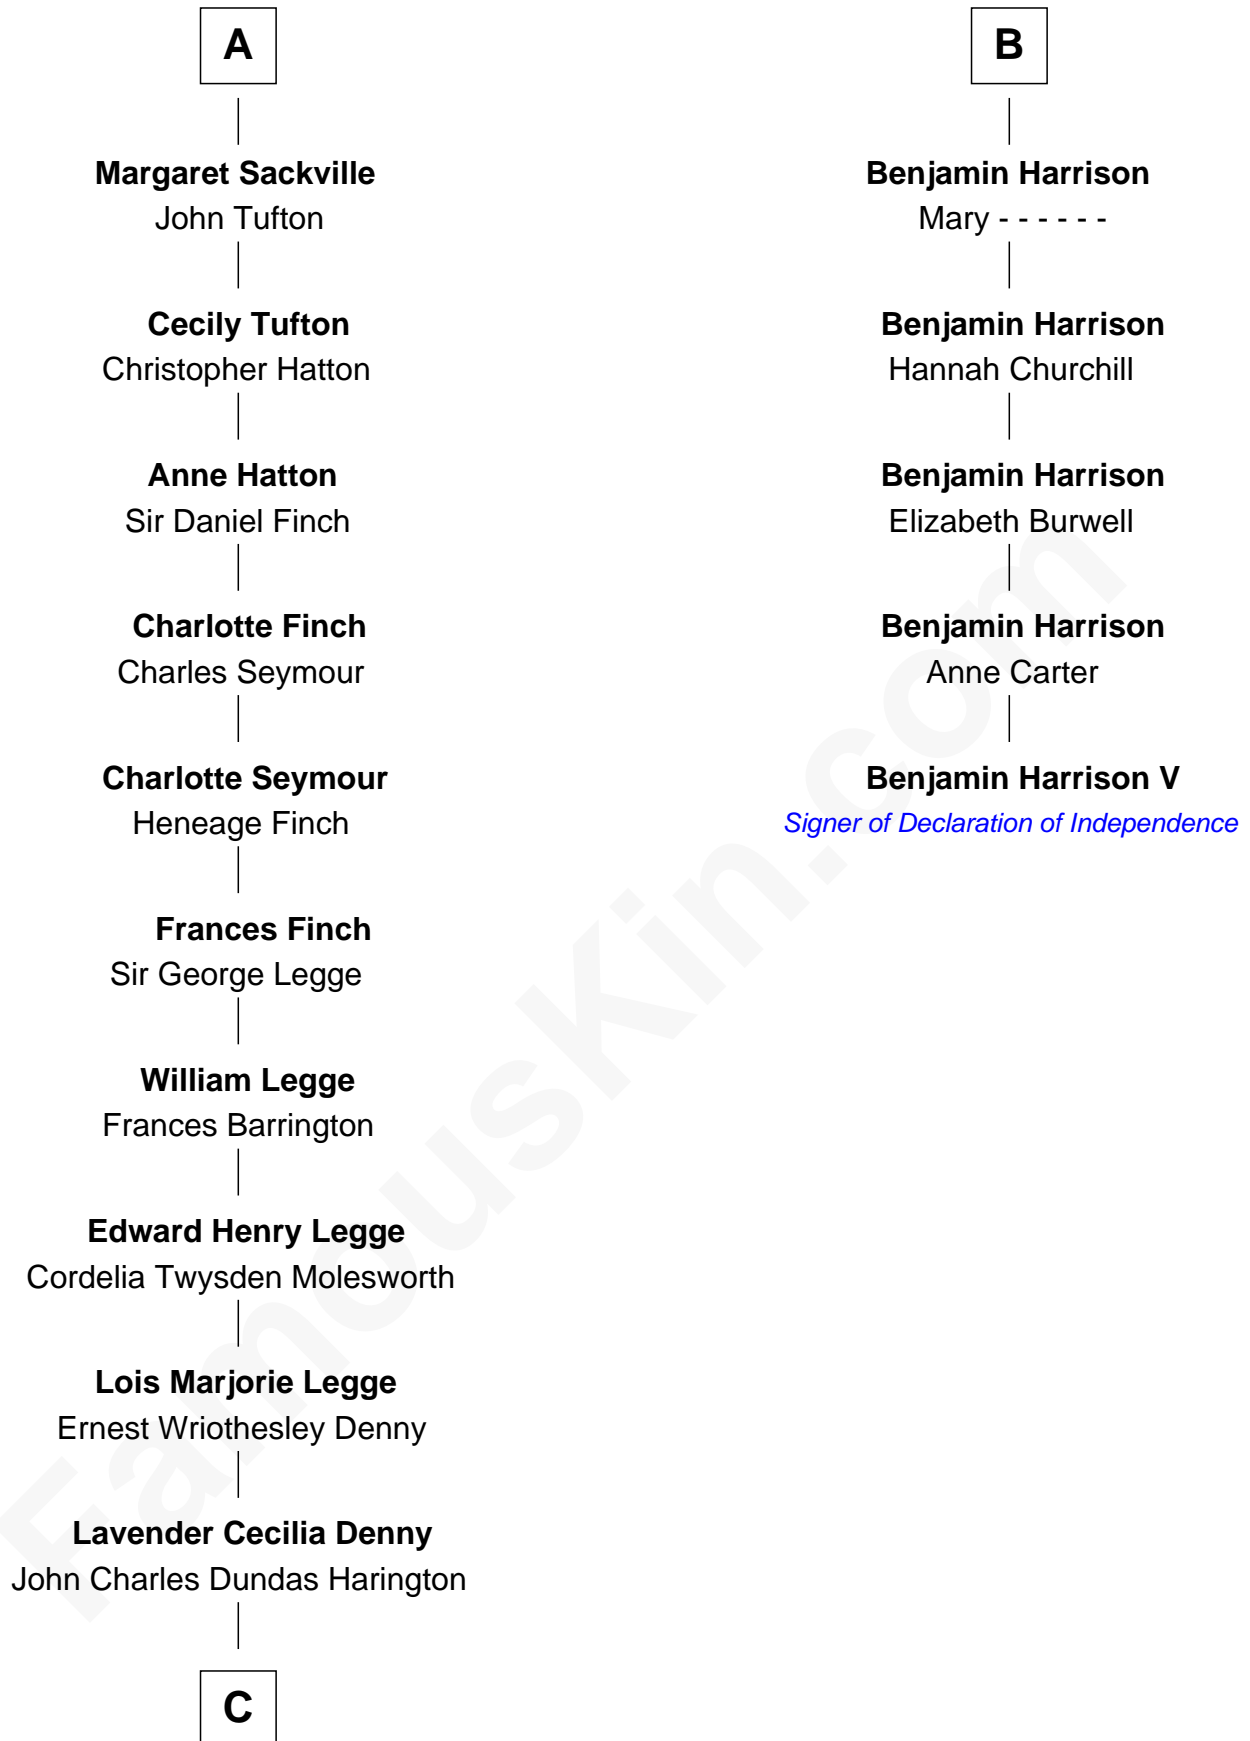 A
Margaret Sackville
John Tufton
Cecily Tufton
Christopher Hatton
Anne Hatton
Sir Daniel Finch
Charlotte Finch
Charles Seymour
Charlotte Seymour
Heneage Finch
Frances Finch
Sir George Legge
William Legge
Frances Barrington
Edward Henry Legge
Cordelia Twysden Molesworth
Lois Marjorie Legge
Ernest Wriothesley Denny
Lavender Cecilia Denny
John Charles Dundas Harington
C
B
Benjamin Harrison
Mary - - - - - -
Benjamin Harrison
Hannah Churchill
Benjamin Harrison
Elizabeth Burwell
Benjamin Harrison
Anne Carter
Benjamin Harrison V
Signer of Declaration of Independence
FamousKin.com